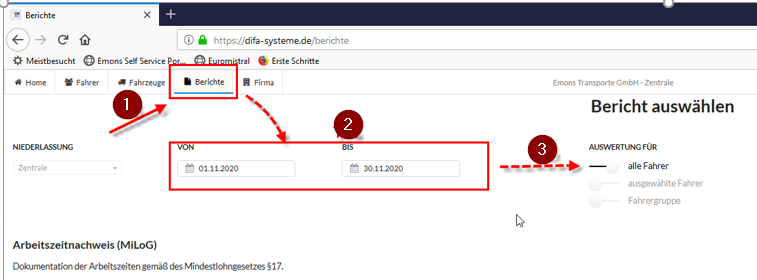 Berichte
https://difa-systeme.de/berichte
Meistbesucht Emons Self Service Por... Euromistral Erste Schritte
Home Fahrer Fahrzeuge Berichte Firma Emons Transporte GmbH - Zentrale
1
2
3
Bericht auswählen
NIEDERLASSUNG VON BIS AUSWERTUNG FÜR
Zentrale 01.11.2020 30.11.2020 alle Fahrer
ausgewählte Fahrer
Fahrergruppe
Arbeitszeitnachweis (MiLoG)
Dokumentation der Arbeitszeiten gemäß des Mindestlohngesetzes §17.